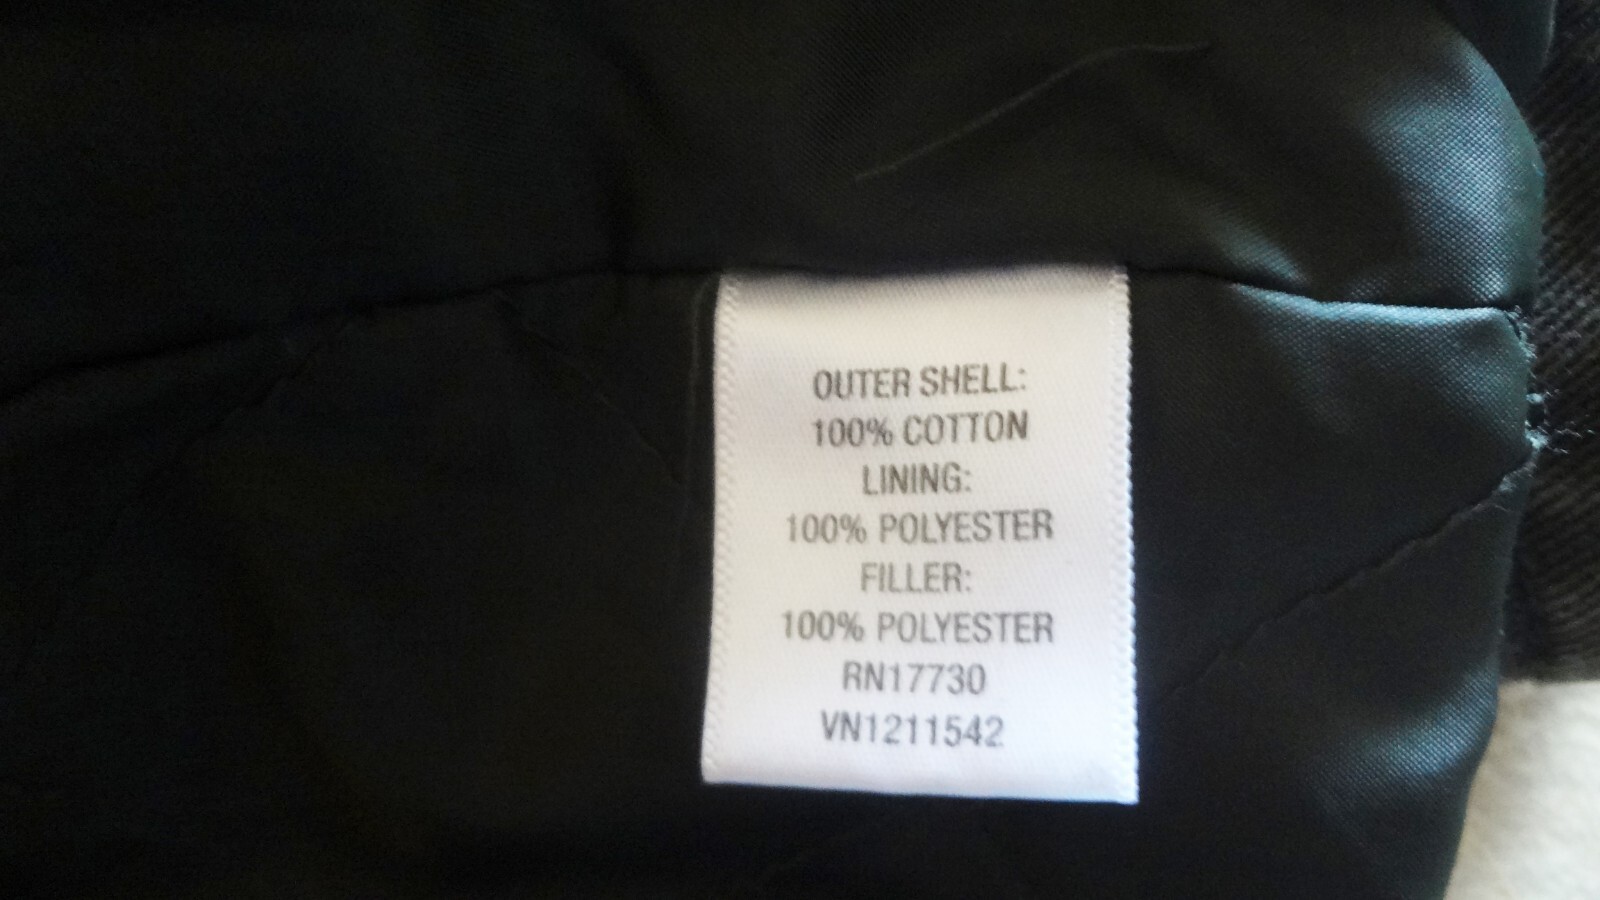 OUTER SHELL:
100% COTTON
LINING:
100% POLYESTER
FILLER:
100% POLYESTER
RN17730
VN1211542